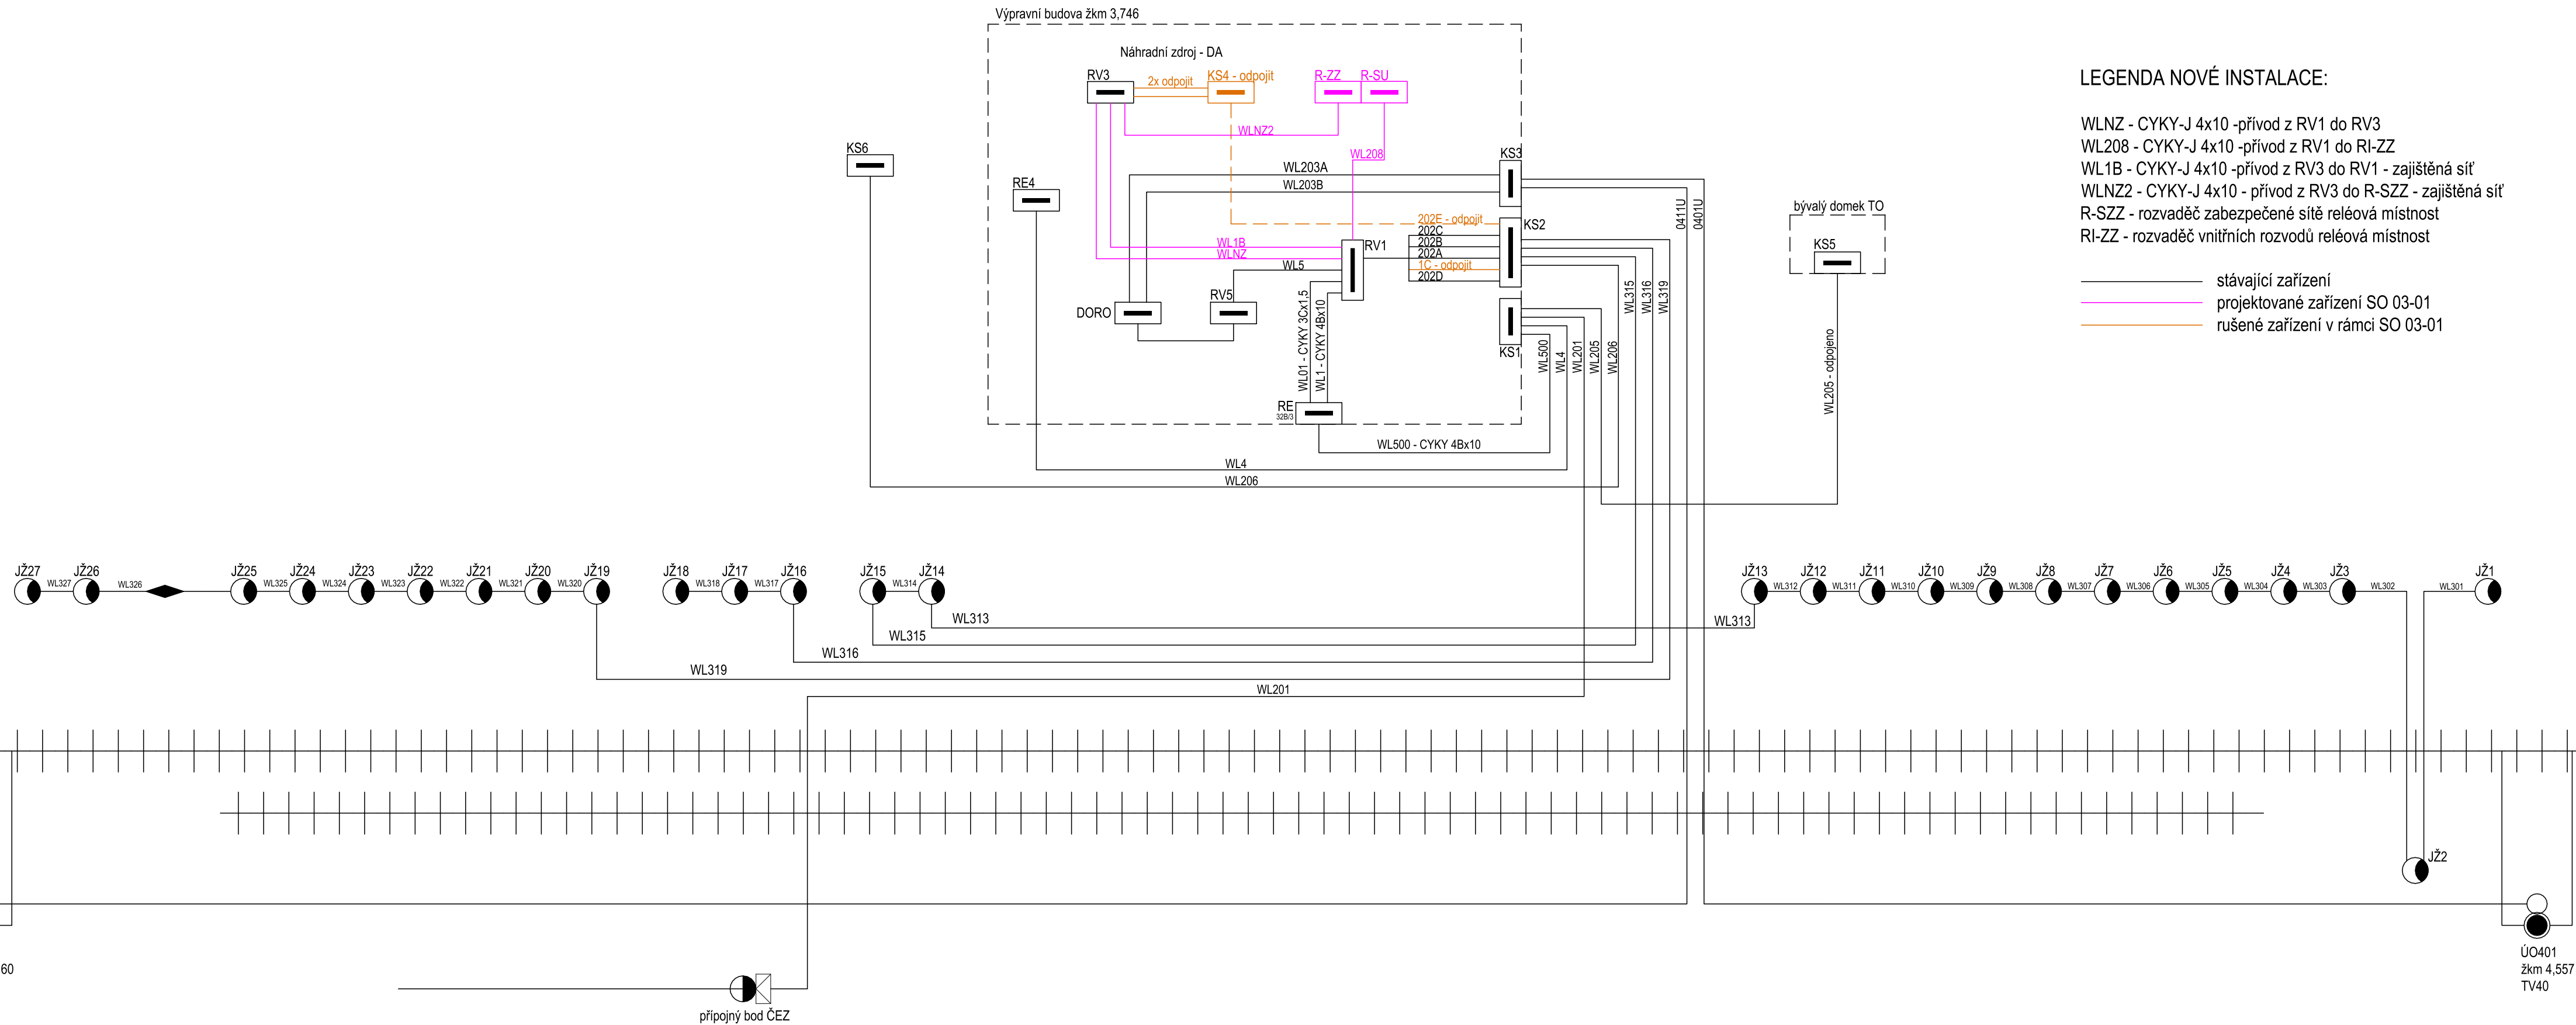 Výpravní budova žkm 3,746
Náhradní zdroj - DA
RV3
2x odpojit
KS4 - odpojit
R-ZZ
R-SU
WLNZ2
WL208
KS6
RE4
WL203A
WL203B
KS3
202E - odpojit
202C
202B
202A
1C - odpojit
202D
KS2
WL1B
WLNZ
RV1
WL5
DORO
RV5
WL01 - CYKY 3Cx1,5
WL1 - CYKY 4Bx10
KS1
RE
32B/3
WL500
WL4
WL201
WL205
WL206
WL315
WL316
WL319
0411U
0401U
WL500 - CYKY 4Bx10
WL4
WL206
bývalý domek TO
KS5
WL205 - odpojeno
LEGENDA NOVÉ INSTALACE:
WLNZ - CYKY-J 4x10 -přívod z RV1 do RV3
WL208 - CYKY-J 4x10 -přívod z RV1 do RI-ZZ
WL1B - CYKY-J 4x10 -přívod z RV3 do RV1 - zajištěná síť
WLNZ2 - CYKY-J 4x10 - přívod z RV3 do R-SZZ - zajištěná síť
R-SZZ - rozvaděč zabezpečené sítě reléová místnost
RI-ZZ - rozvaděč vnitřních rozvodů reléová místnost
stávající zařízení
projektované zařízení SO 03-01
rušené zařízení v rámci SO 03-01
JŽ27
WL327
JŽ26
WL326
JŽ25
WL325
JŽ24
WL324
JŽ23
WL323
JŽ22
WL322
JŽ21
WL321
JŽ20
WL320
JŽ19
JŽ18
WL318
JŽ17
WL317
JŽ16
JŽ15
WL314
JŽ14
JŽ13
WL312
JŽ12
WL311
JŽ11
WL310
JŽ10
WL309
JŽ9
WL308
JŽ8
WL307
JŽ7
WL306
JŽ6
WL305
JŽ5
WL304
JŽ4
WL303
JŽ3
WL302
WL301
JŽ1
WL313
WL313
WL315
WL316
WL319
WL201
JŽ2
ÚO401
žkm 4,557
TV40
60
přípojný bod ČEZ